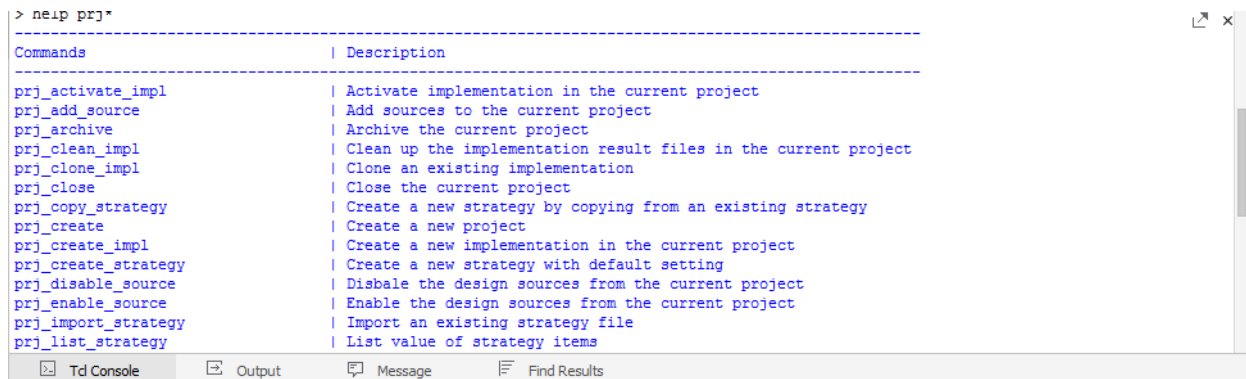 > help prj*
-----------------------------------------------------------------------------------------------------
Commands | Description
-----------------------------------------------------------------------------------------------------
prj_activate_impl | Activate implementation in the current project
prj_add_source | Add sources to the current project
prj_archive | Archive the current project
prj_clean_impl | Clean up the implementation result files in the current project
prj_clone_impl | Clone an existing implementation
prj_close | Close the current project
prj_copy_strategy | Create a new strategy by copying from an existing strategy
prj_create | Create a new project
prj_create_impl | Create a new implementation in the current project
prj_create_strategy | Create a new strategy with default setting
prj_disable_source | Disbale the design sources from the current project
prj_enable_source | Enable the design sources from the current project
prj_import_strategy | Import an existing strategy file
prj_list_strategy | List value of strategy items
Tcl Console Output Message Find Results